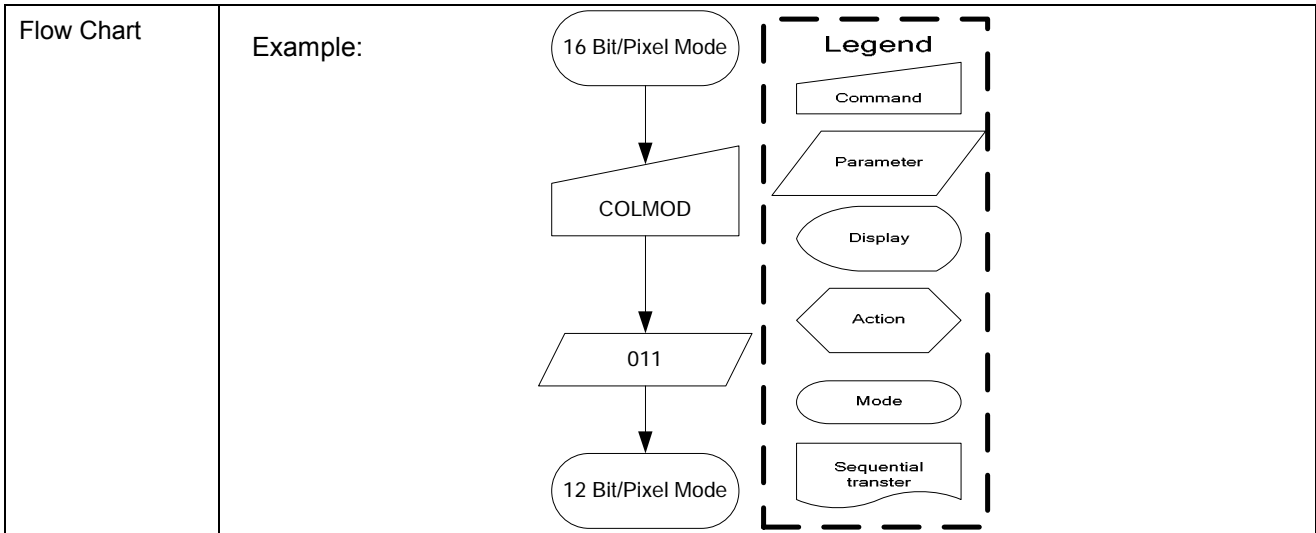 Flow Chart
Example:
16 Bit/Pixel Mode
COLMOD
011
12 Bit/Pixel Mode
Legend
Command
Parameter
Display
Action
Mode
Sequential
transter